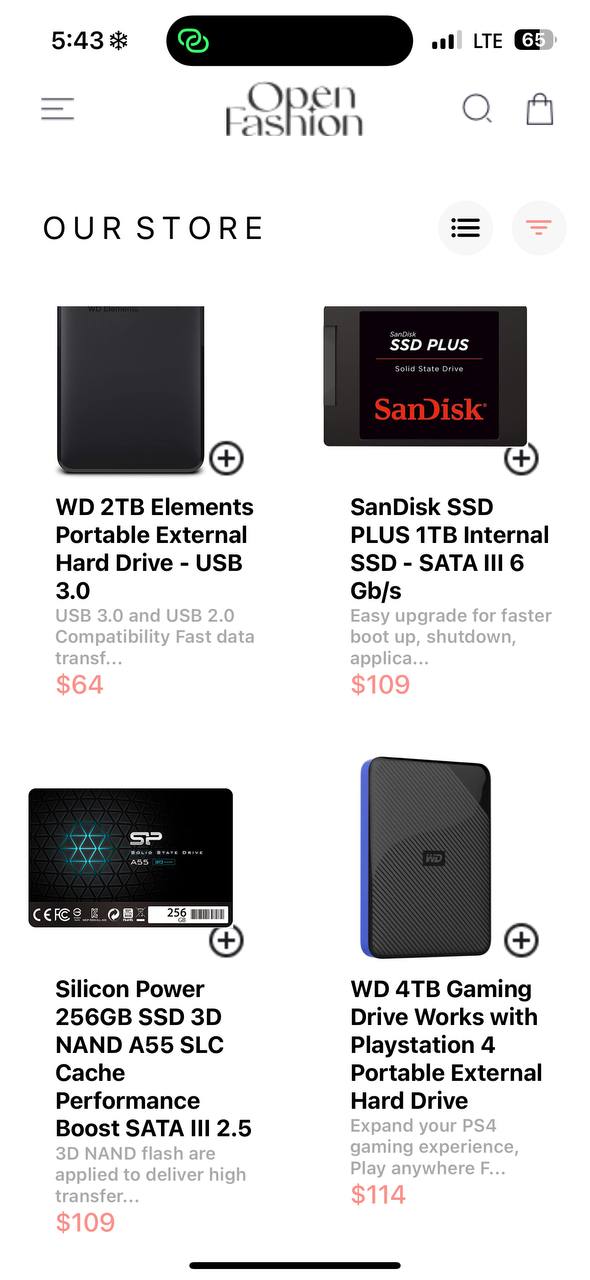 5:43
LTE
65
Open
Fashion
OUR STORE
WD Elements
SanDisk
SSD PLUS
Solid State Drive
SanDisk
WD 2TB Elements
Portable External
Hard Drive - USB
3.0
USB 3.0 and USB 2.0
Compatibility Fast data
transf...
$64
SanDisk SSD
PLUS 1TB Internal
SSD - SATA III 6
Gb/s
Easy upgrade for faster
boot up, shutdown,
applica...
$109
SP
SOLID STATE DRIVE
A55
256
GB
WD
Silicon Power
256GB SSD 3D
NAND A55 SLC
Cache
Performance
Boost SATA III 2.5
3D NAND flash are
applied to deliver high
transfer...
$109
WD 4TB Gaming
Drive Works with
Playstation 4
Portable External
Hard Drive
Expand your PS4
gaming experience,
Play anywhere F...
$114